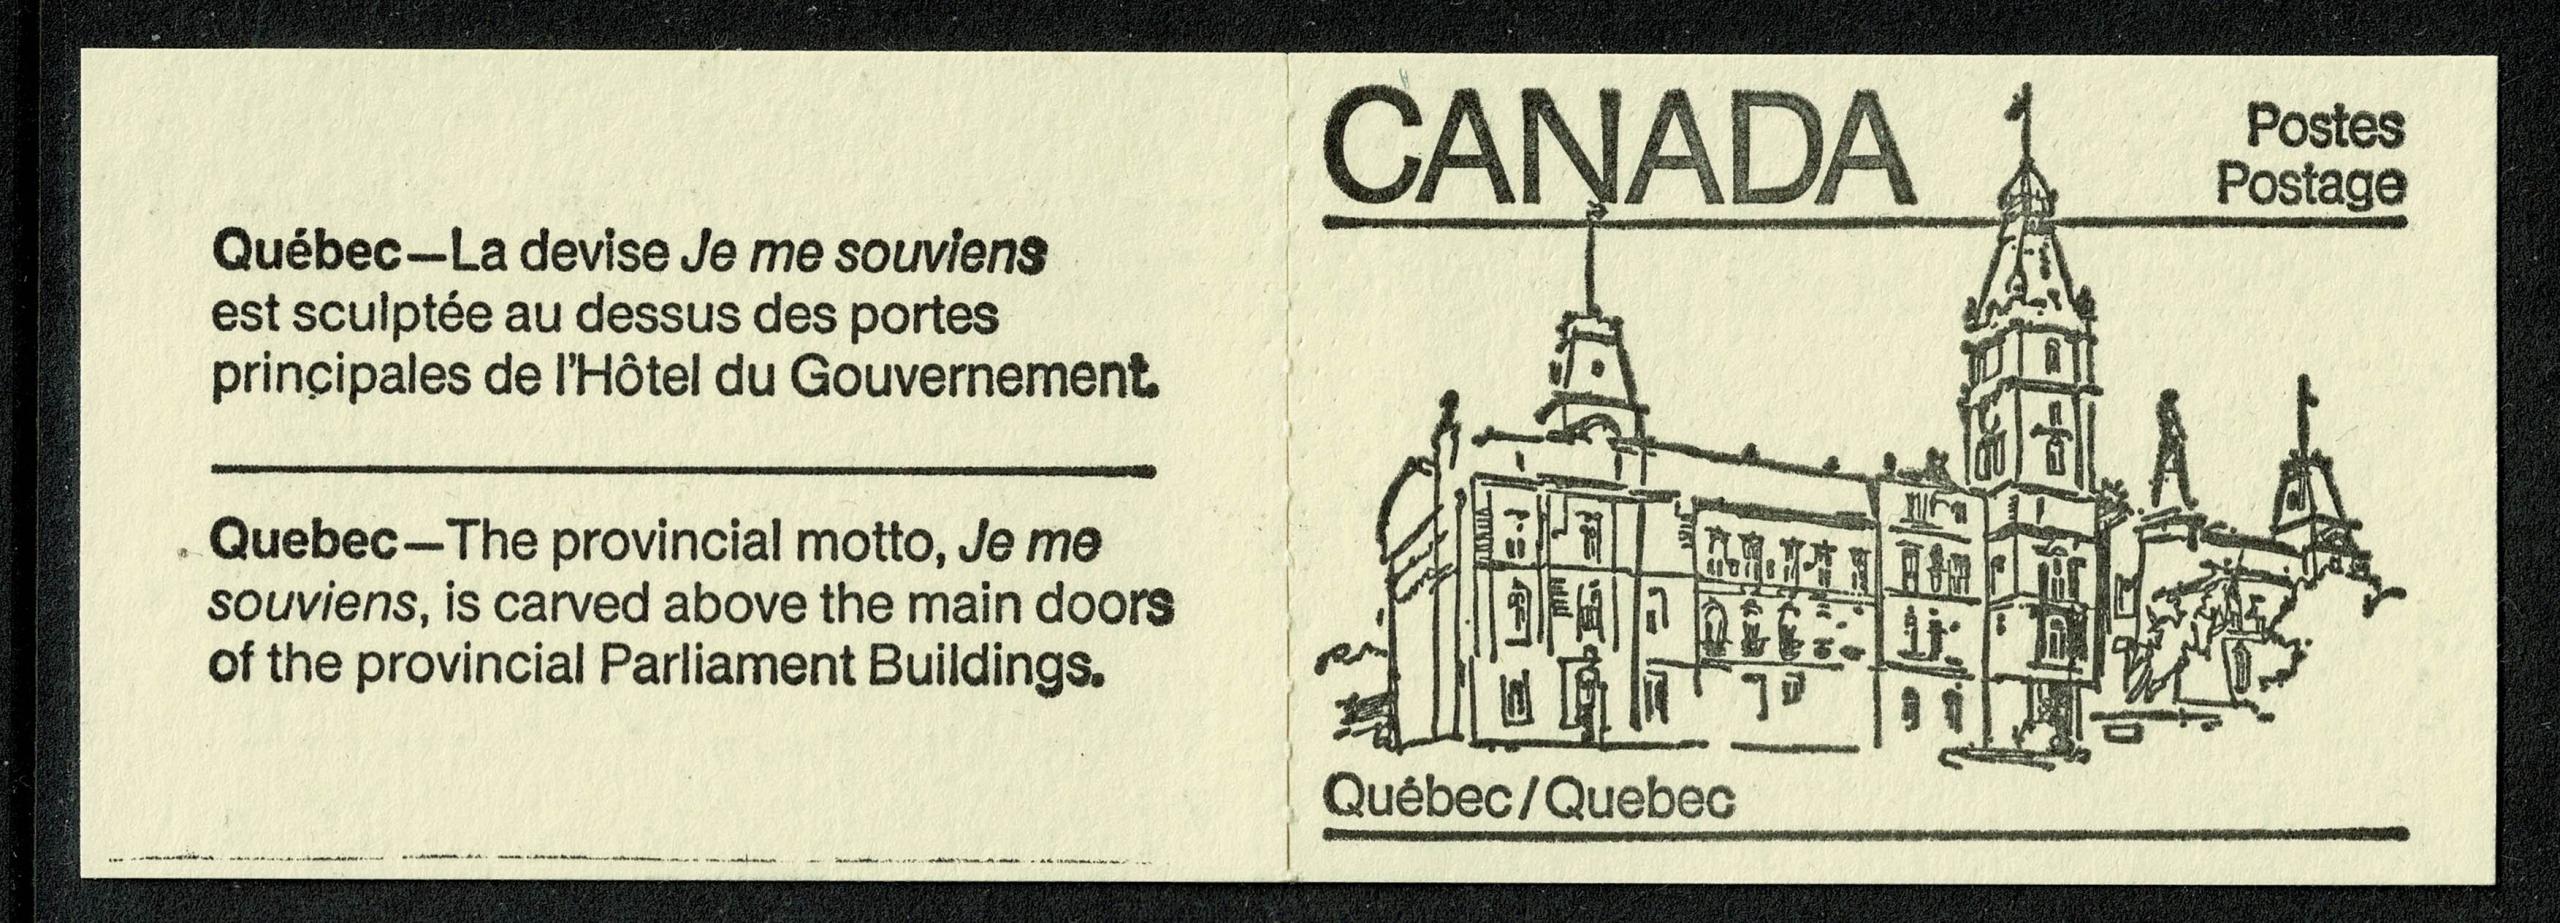 Québec—La devise Je me souviens
est sculptée au dessus des portes
principales de l'Hôtel du Gouvernement.
Quebec—The provincial motto, Je me
souviens, is carved above the main doors
of the provincial Parliament Buildings.
CANADA
Postes
Postage
Québec/Quebec